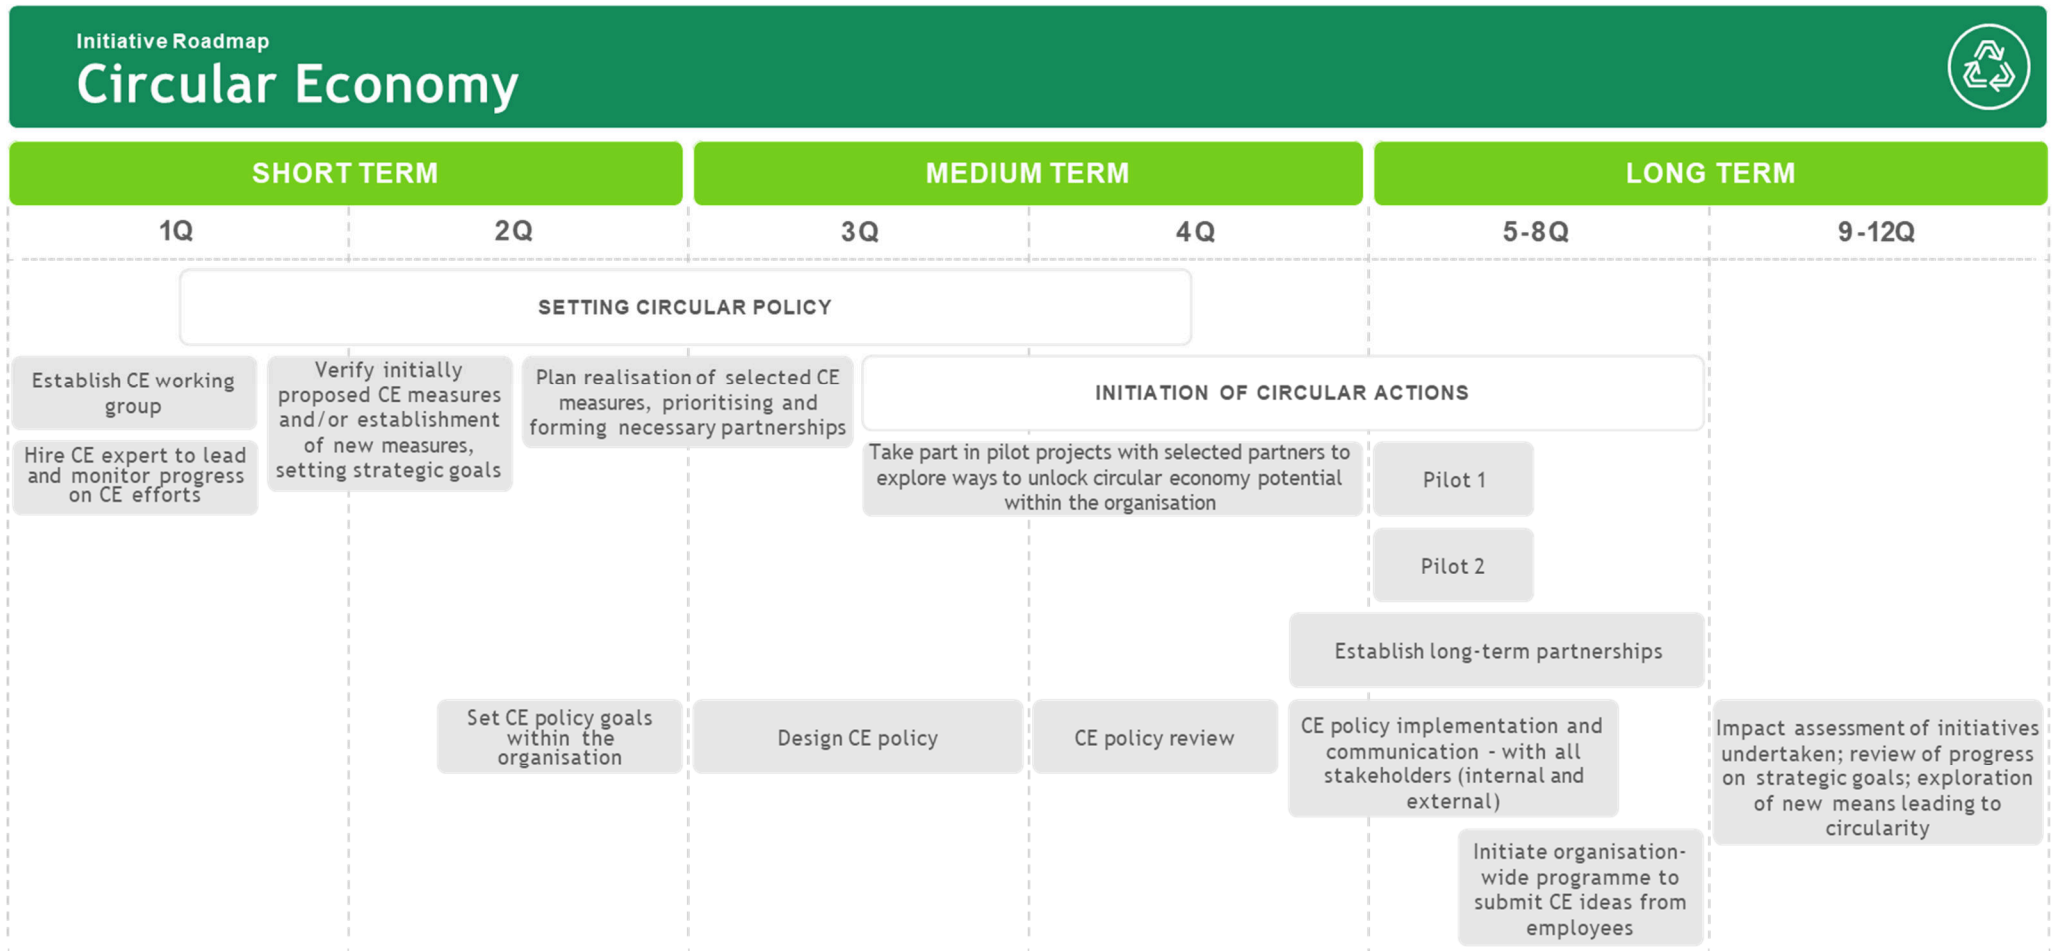 Initiative Roadmap
Circular Economy
SHORT TERM
MEDIUM TERM
LONG TERM
1Q
2Q
3Q
4Q
5-8Q
9-12Q
SETTING CIRCULAR POLICY
Establish CE working
group
Verify initially
proposed CE measures
and/or establishment
of new measures,
setting strategic goals
Plan realisation of selected CE
measures, prioritising and
forming necessary partnerships
INITIATION OF CIRCULAR ACTIONS
Hire CE expert to lead
and monitor progress
on CE efforts
Take part in pilot projects with selected partners to
explore ways to unlock circular economy potential
within the organisation
Pilot 1
Pilot 2
Establish long-term partnerships
Set CE policy goals
within the
organisation
Design CE policy
CE policy review
CE policy implementation and
communication - with all
stakeholders (internal and
external)
Impact assessment of initiatives
undertaken; review of progress
on strategic goals; exploration
of new means leading to
circularity
Initiate organisation-
wide programme to
submit CE ideas from
employees